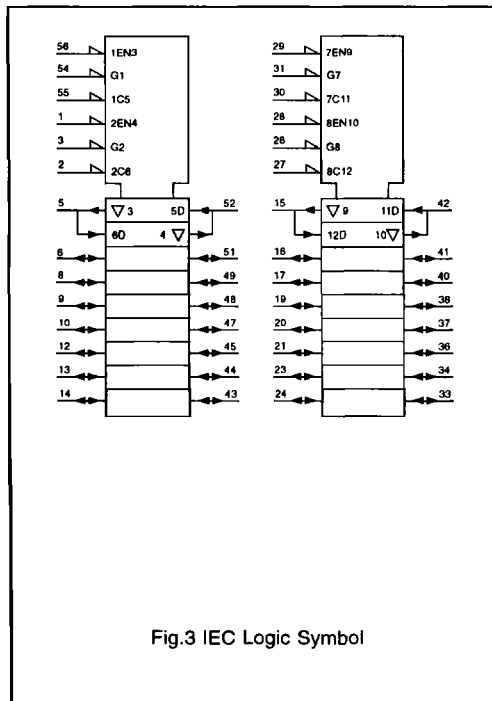 56 1EN3
54 G1
55 1C5
1 2EN4
3 G2
2 2C6
5 ▽ 3 5D 52
6D 4 ▽
6 51
8 49
9 48
10 47
12 45
13 44
14 43
29 7EN9
31 G7
30 7C11
28 8EN10
26 G8
27 8C12
15 ▽ 9 11D 42
12D 10 ▽
16 41
17 40
19 38
20 37
21 36
23 34
24 33
Fig.3 IEC Logic Symbol